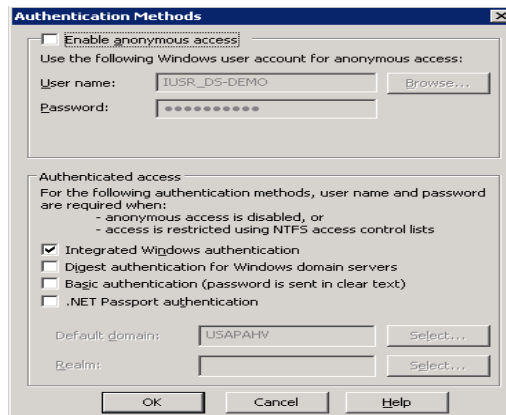 Authentication Methods
Enable anonymous access
Use the following Windows user account for anonymous access:
User name: IUSR_DS-DEMO Browse...
Password: ●●●●●●●●●●
Authenticated access
For the following authentication methods, user name and password
are required when:
- anonymous access is disabled, or
- access is restricted using NTFS access control lists
Integrated Windows authentication
Digest authentication for Windows domain servers
Basic authentication (password is sent in clear text)
.NET Passport authentication
Default domain: USAPAHV Select...
Realm: Select...
OK Cancel Help